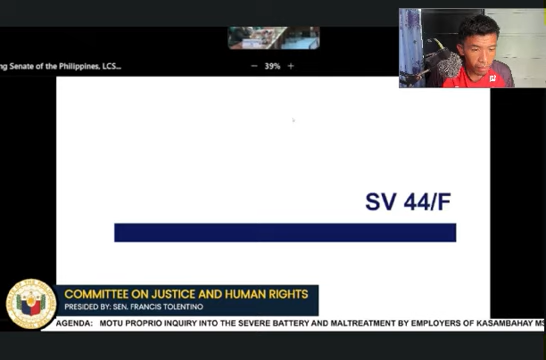 ng Senate of the Philippines, LCS...
39%
SV 44/F
COMMITTEE ON JUSTICE AND HUMAN RIGHTS
PRESIDED BY: SEN. FRANCIS TOLENTINO
AGENDA: MOTU PROPRIO INQUIRY INTO THE SEVERE BATTERY AND MALTREATMENT BY EMPLOYERS OF KASAMBAHAY MS